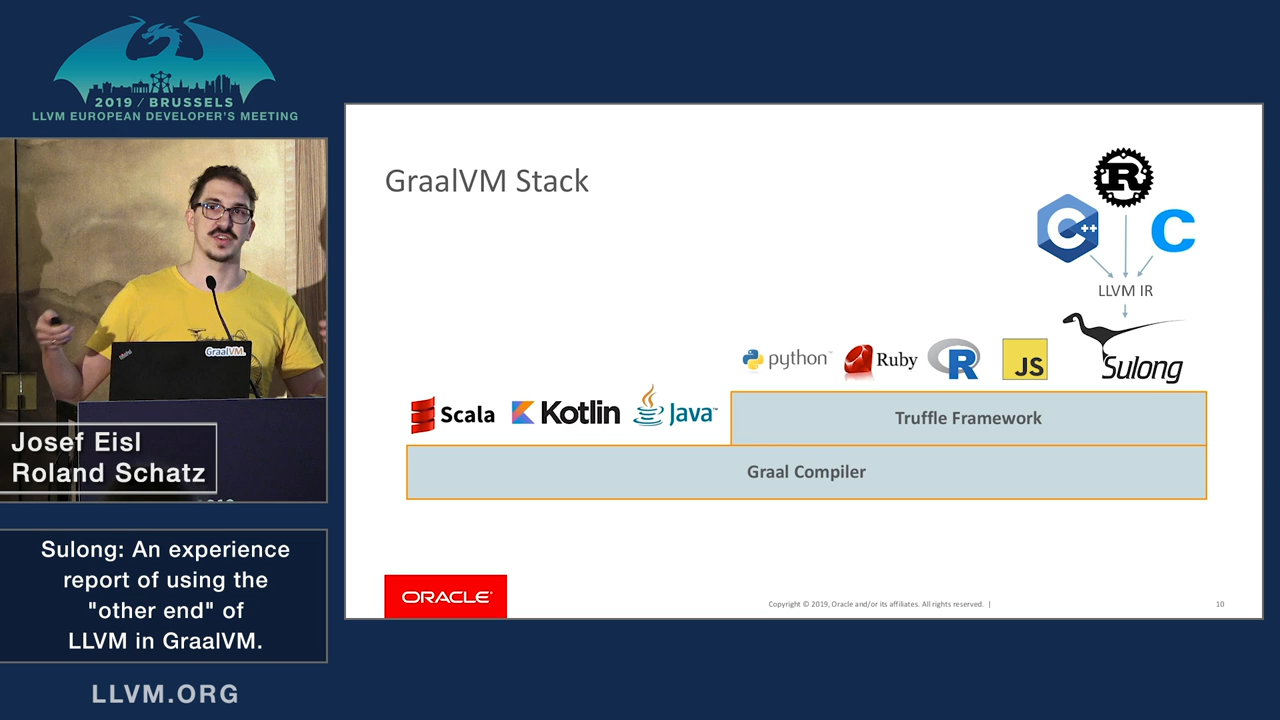 2019 / BRUSSELS
LLVM EUROPEAN DEVELOPER'S MEETING
GraalVM.
Josef Eisl
Roland Schatz
Sulong: An experience
report of using the
"other end" of
LLVM in GraalVM.
LLVM.ORG
GraalVM Stack
R
C++
C
LLVM IR
Sulong
python™
Ruby
R
JS
Scala
Kotlin
Java™
Truffle Framework
Graal Compiler
ORACLE®
Copyright © 2019, Oracle and/or its affiliates. All rights reserved. |
10